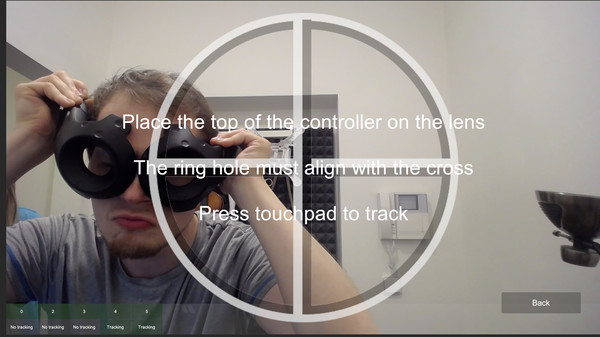 Place the top of the controller on the lens
The ring hole must align with the cross
Press touchpad to track
Back
0 2 3 4 5
No tracking No tracking No tracking Tracking Tracking